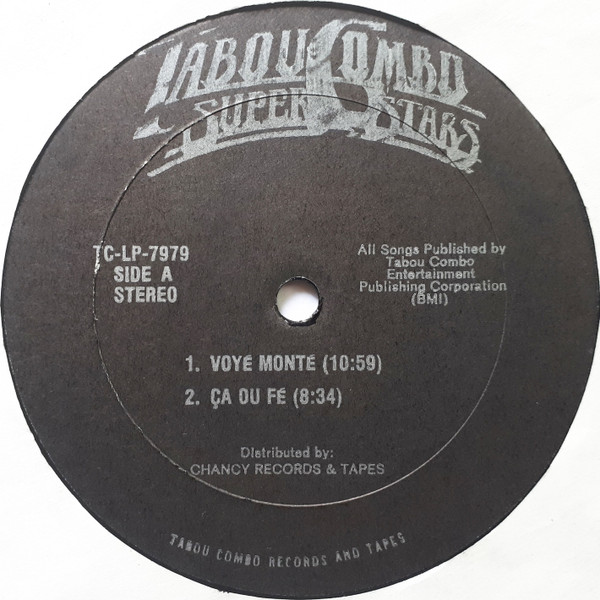 TABOU COMBO
SUPER STARS
TC-LP-7979
SIDE A
STEREO
All Songs Published by
Tabou Combo
Entertainment
Publishing Corporation
(BMI)
1. VOYÉ MONTÉ (10:59)
2. ÇA OU FÉ (8:34)
Distributed by:
CHANCY RECORDS & TAPES
TABOU COMBO RECORDS AND TAPES